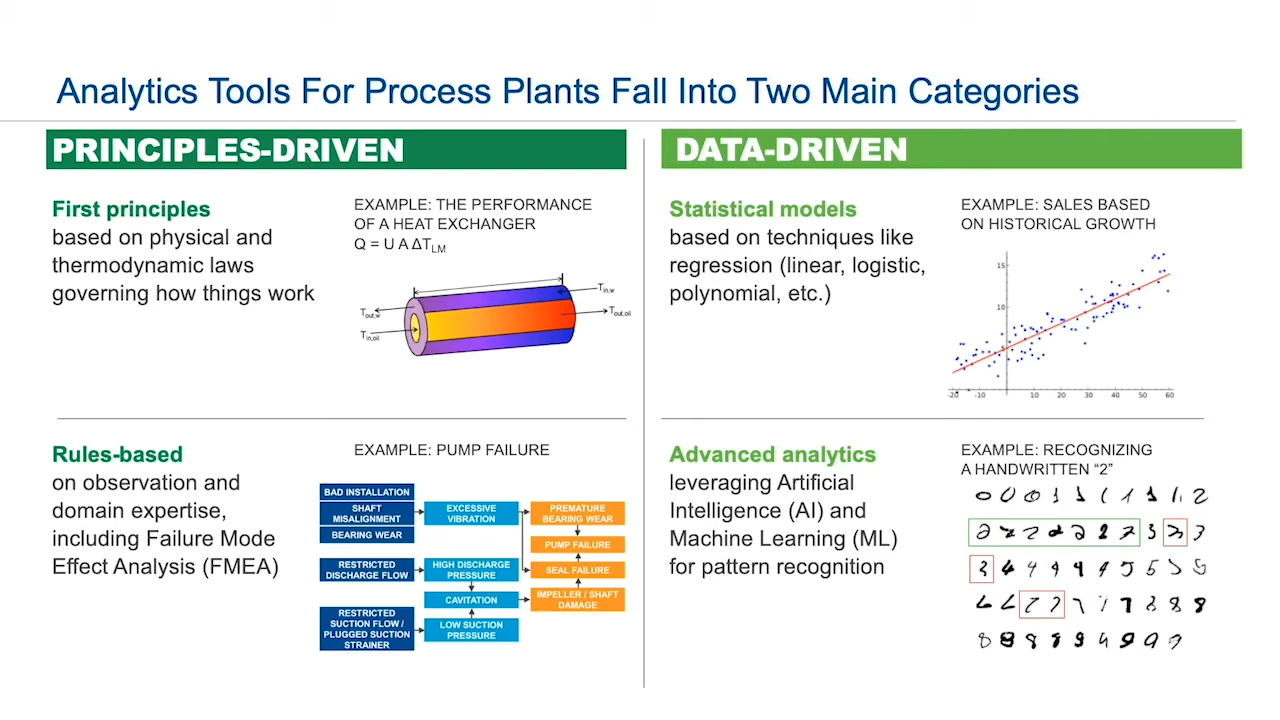 Analytics Tools For Process Plants Fall Into Two Main Categories
PRINCIPLES-DRIVEN
First principles
based on physical and
thermodynamic laws
governing how things work
EXAMPLE: THE PERFORMANCE
OF A HEAT EXCHANGER
Q = U A ΔTLM
Tin,w
Tout,w
Tout,oil
Tin,oil
Rules-based
on observation and
domain expertise,
including Failure Mode
Effect Analysis (FMEA)
EXAMPLE: PUMP FAILURE
BAD INSTALLATION
SHAFT
MISALIGNMENT
BEARING WEAR
RESTRICTED
DISCHARGE FLOW
RESTRICTED
SUCTION FLOW /
PLUGGED SUCTION
STRAINER
EXCESSIVE
VIBRATION
HIGH DISCHARGE
PRESSURE
CAVITATION
LOW SUCTION
PRESSURE
PREMATURE
BEARING WEAR
PUMP FAILURE
SEAL FAILURE
IMPELLER / SHAFT
DAMAGE
DATA-DRIVEN
Statistical models
based on techniques like
regression (linear, logistic,
polynomial, etc.)
EXAMPLE: SALES BASED
ON HISTORICAL GROWTH
15
10
5
-20 -10 10 20 30 40 50 60
Advanced analytics
leveraging Artificial
Intelligence (AI) and
Machine Learning (ML)
for pattern recognition
EXAMPLE: RECOGNIZING
A HANDWRITTEN “2”